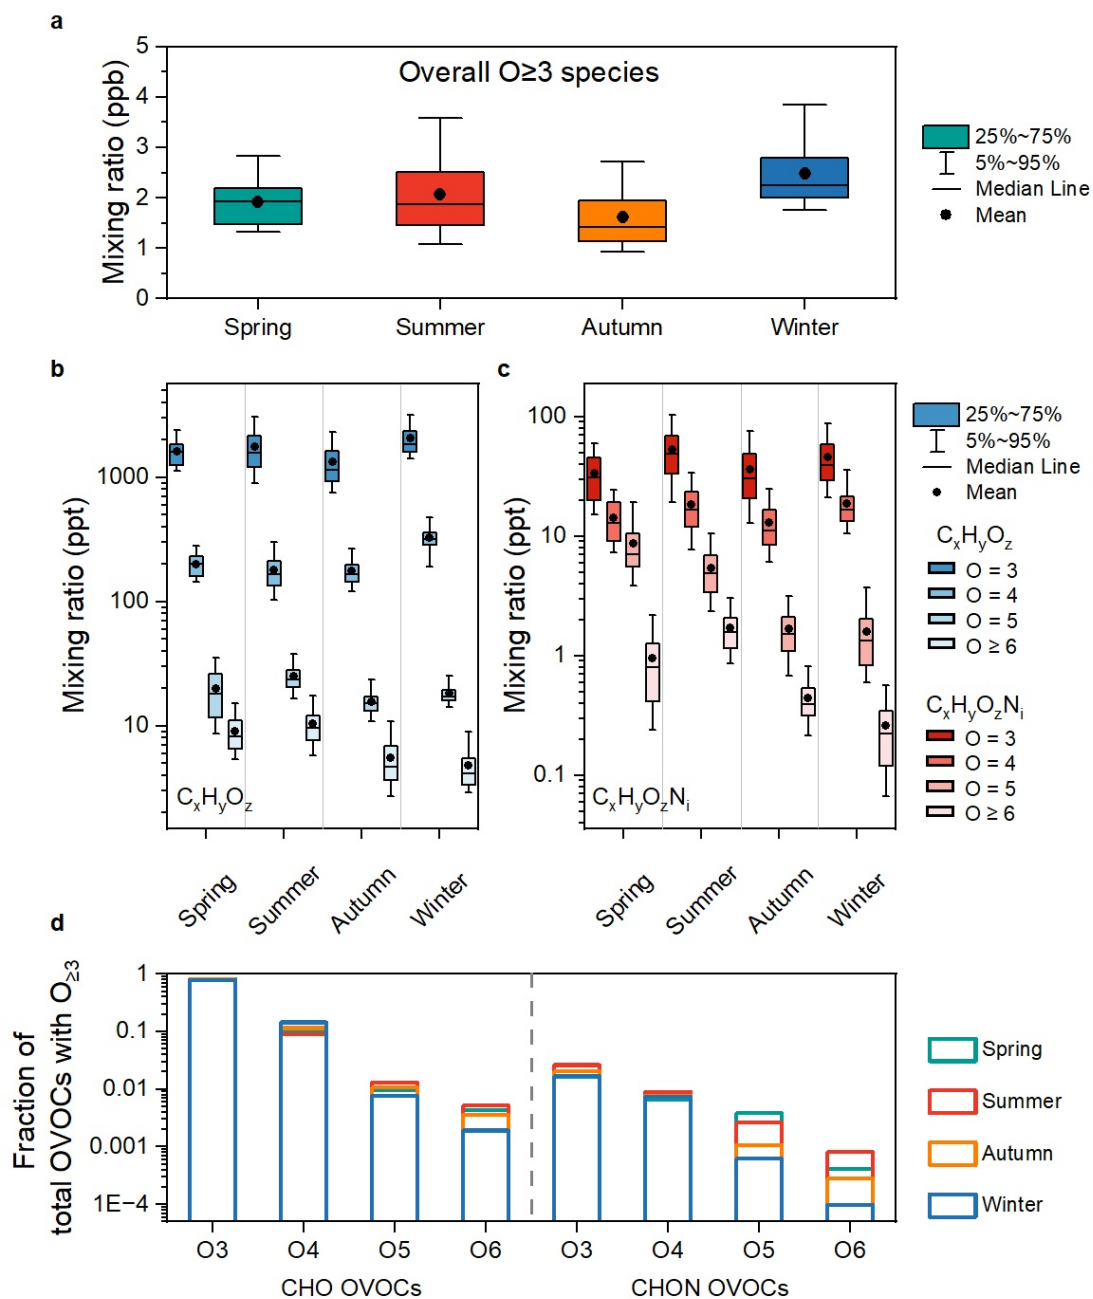 a
Overall O≥3 species
Mixing ratio (ppb)
5
4
3
2
1
0
Spring
Summer
Autumn
Winter
25%~75%
5%~95%
Median Line
Mean
b
Mixing ratio (ppt)
1000
100
10
CxHyOz
Spring
Summer
Autumn
Winter
c
Mixing ratio (ppt)
100
10
1
0.1
CxHyOzNi
Spring
Summer
Autumn
Winter
25%~75%
5%~95%
Median Line
Mean
CxHyOz
O = 3
O = 4
O = 5
O ≥ 6
CxHyOzNi
O = 3
O = 4
O = 5
O ≥ 6
d
Fraction of
total OVOCs with O≥3
1
0.1
0.01
0.001
1E−4
O3
O4
O5
O6
O3
O4
O5
O6
CHO OVOCs
CHON OVOCs
Spring
Summer
Autumn
Winter